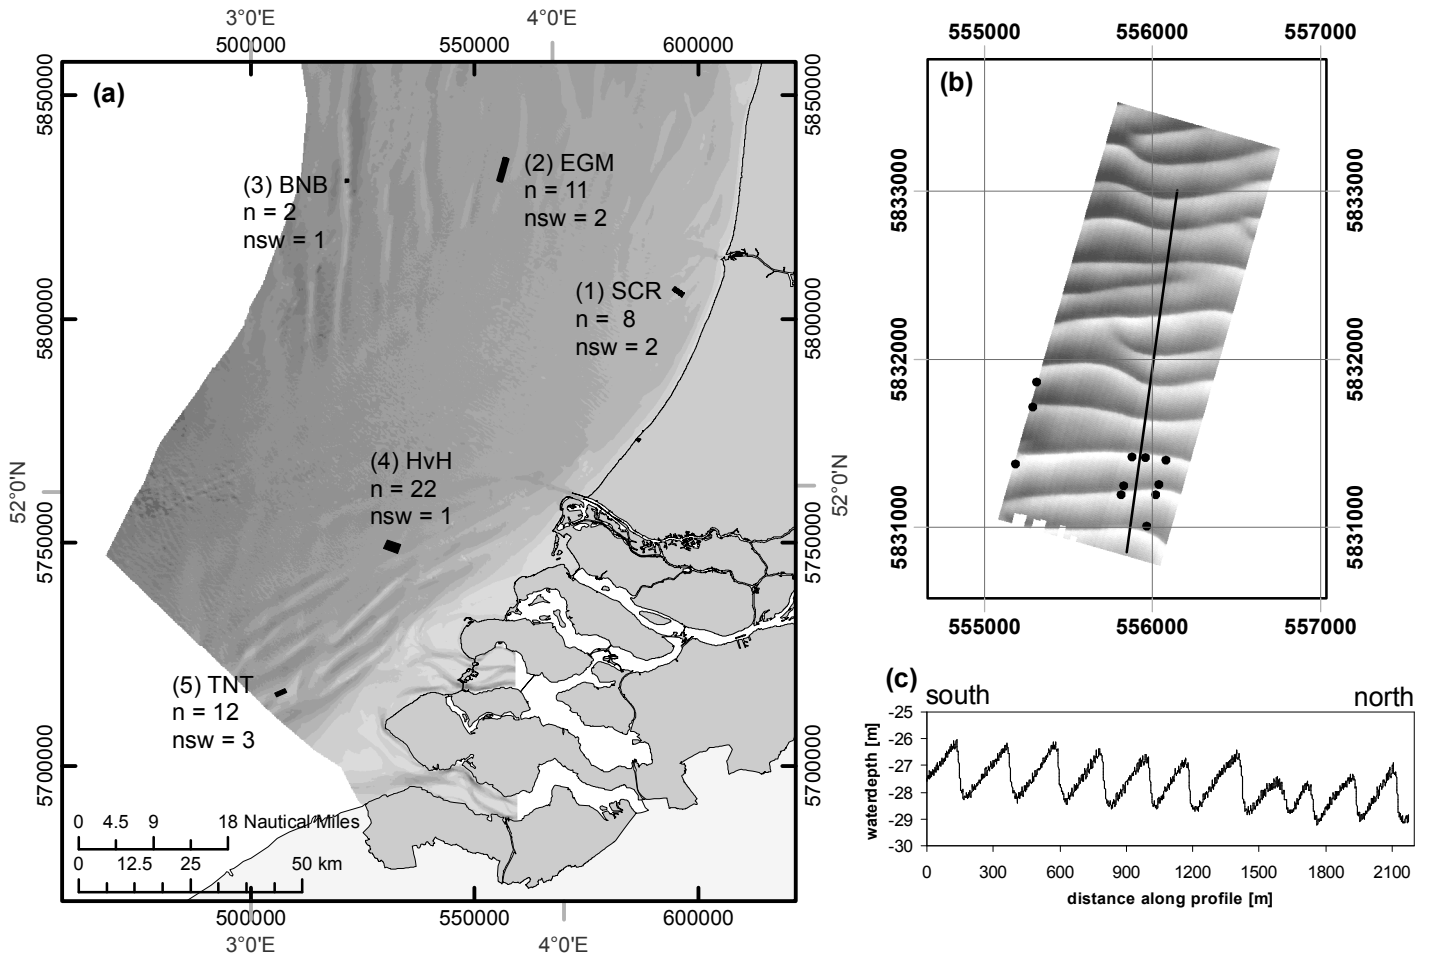 3°0'E
4°0'E
500000
550000
600000
(a)
5850000
5850000
(2) EGM
n = 11
nsw = 2
(3) BNB
n = 2
nsw = 1
(1) SCR
n = 8
nsw = 2
5800000
5800000
(4) HvH
n = 22
nsw = 1
52°0'N
52°0'N
5750000
5750000
(5) TNT
n = 12
nsw = 3
5700000
5700000
0 4.5 9 18 Nautical Miles
0 12.5 25 50 km
500000
550000
600000
3°0'E
4°0'E
555000
556000
557000
(b)
5833000
5833000
5832000
5832000
5831000
5831000
555000
556000
557000
(c)
south
north
-25
-26
-27
-28
-29
-30
waterdepth [m]
0 300 600 900 1200 1500 1800 2100
distance along profile [m]